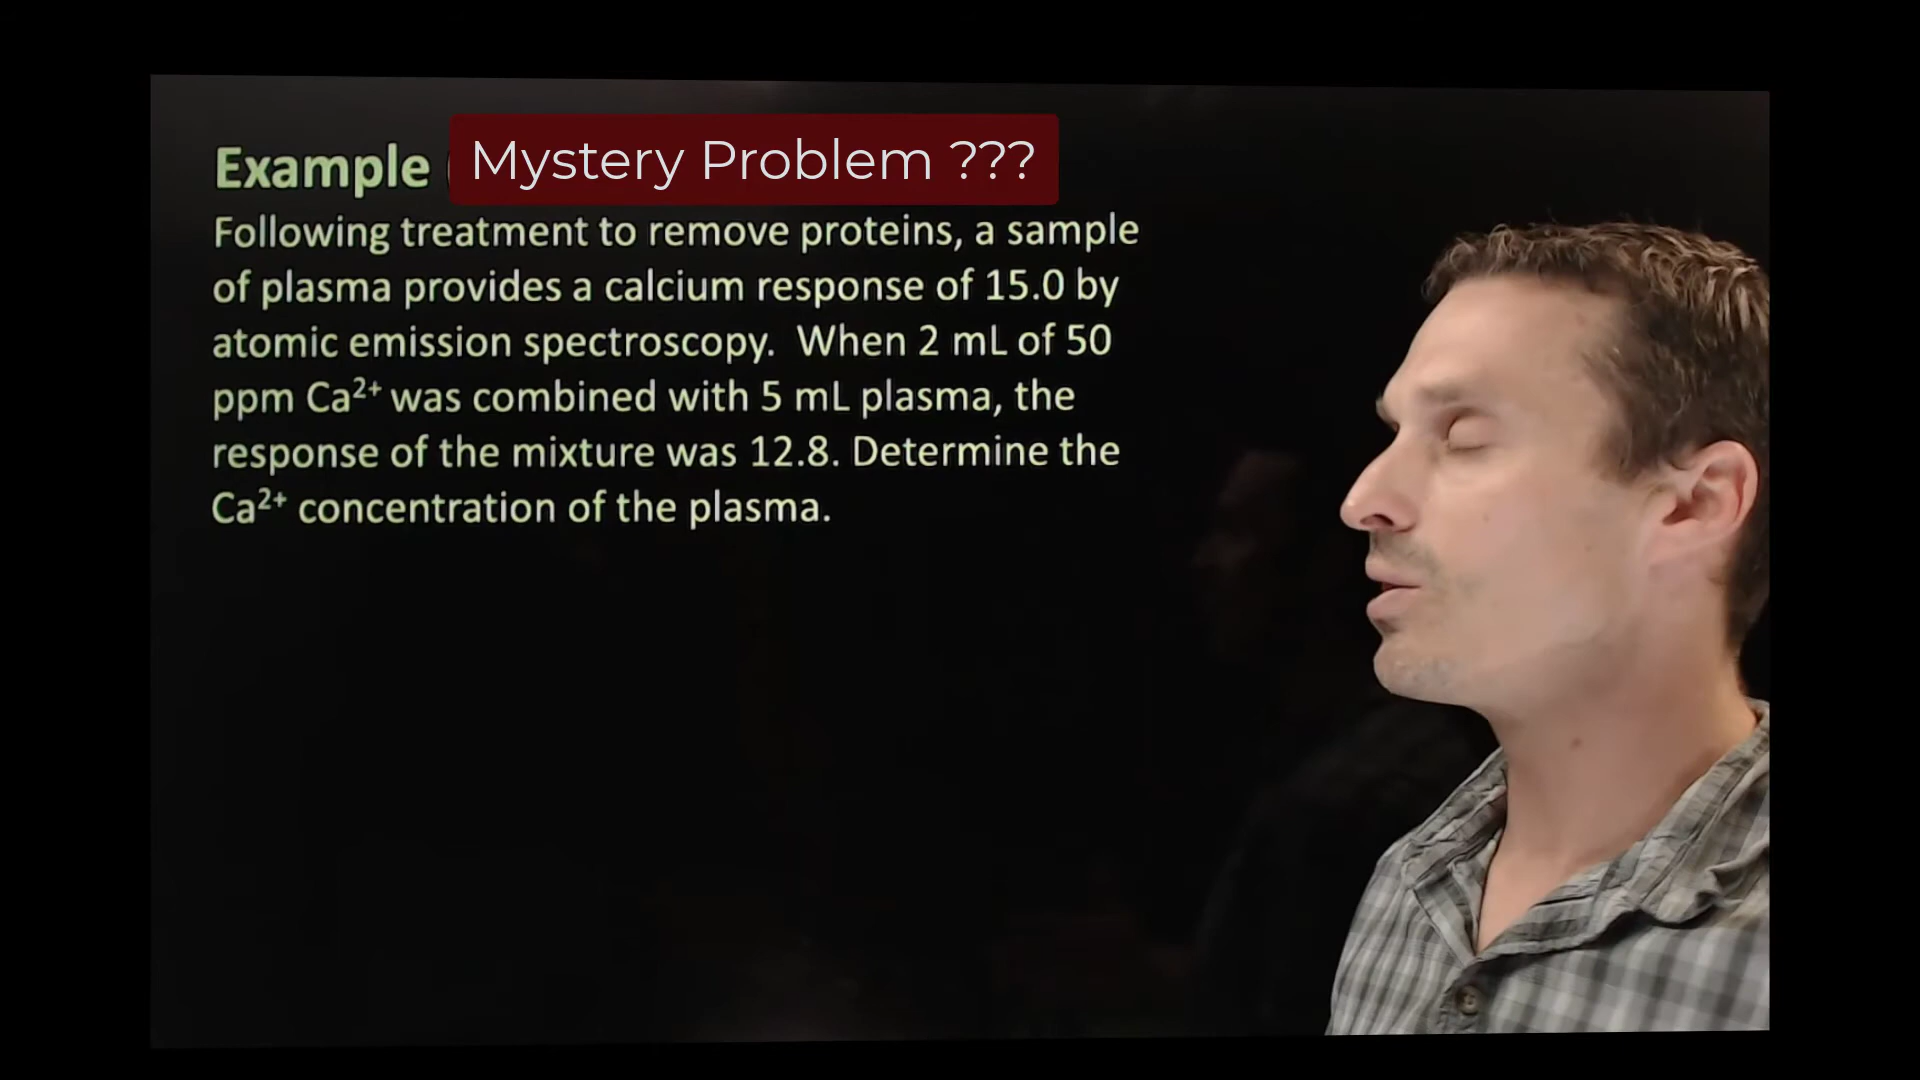 Example Mystery Problem ???
Following treatment to remove proteins, a sample
of plasma provides a calcium response of 15.0 by
atomic emission spectroscopy.  When 2 mL of 50
ppm Ca²⁺ was combined with 5 mL plasma, the
response of the mixture was 12.8. Determine the
Ca²⁺ concentration of the plasma.